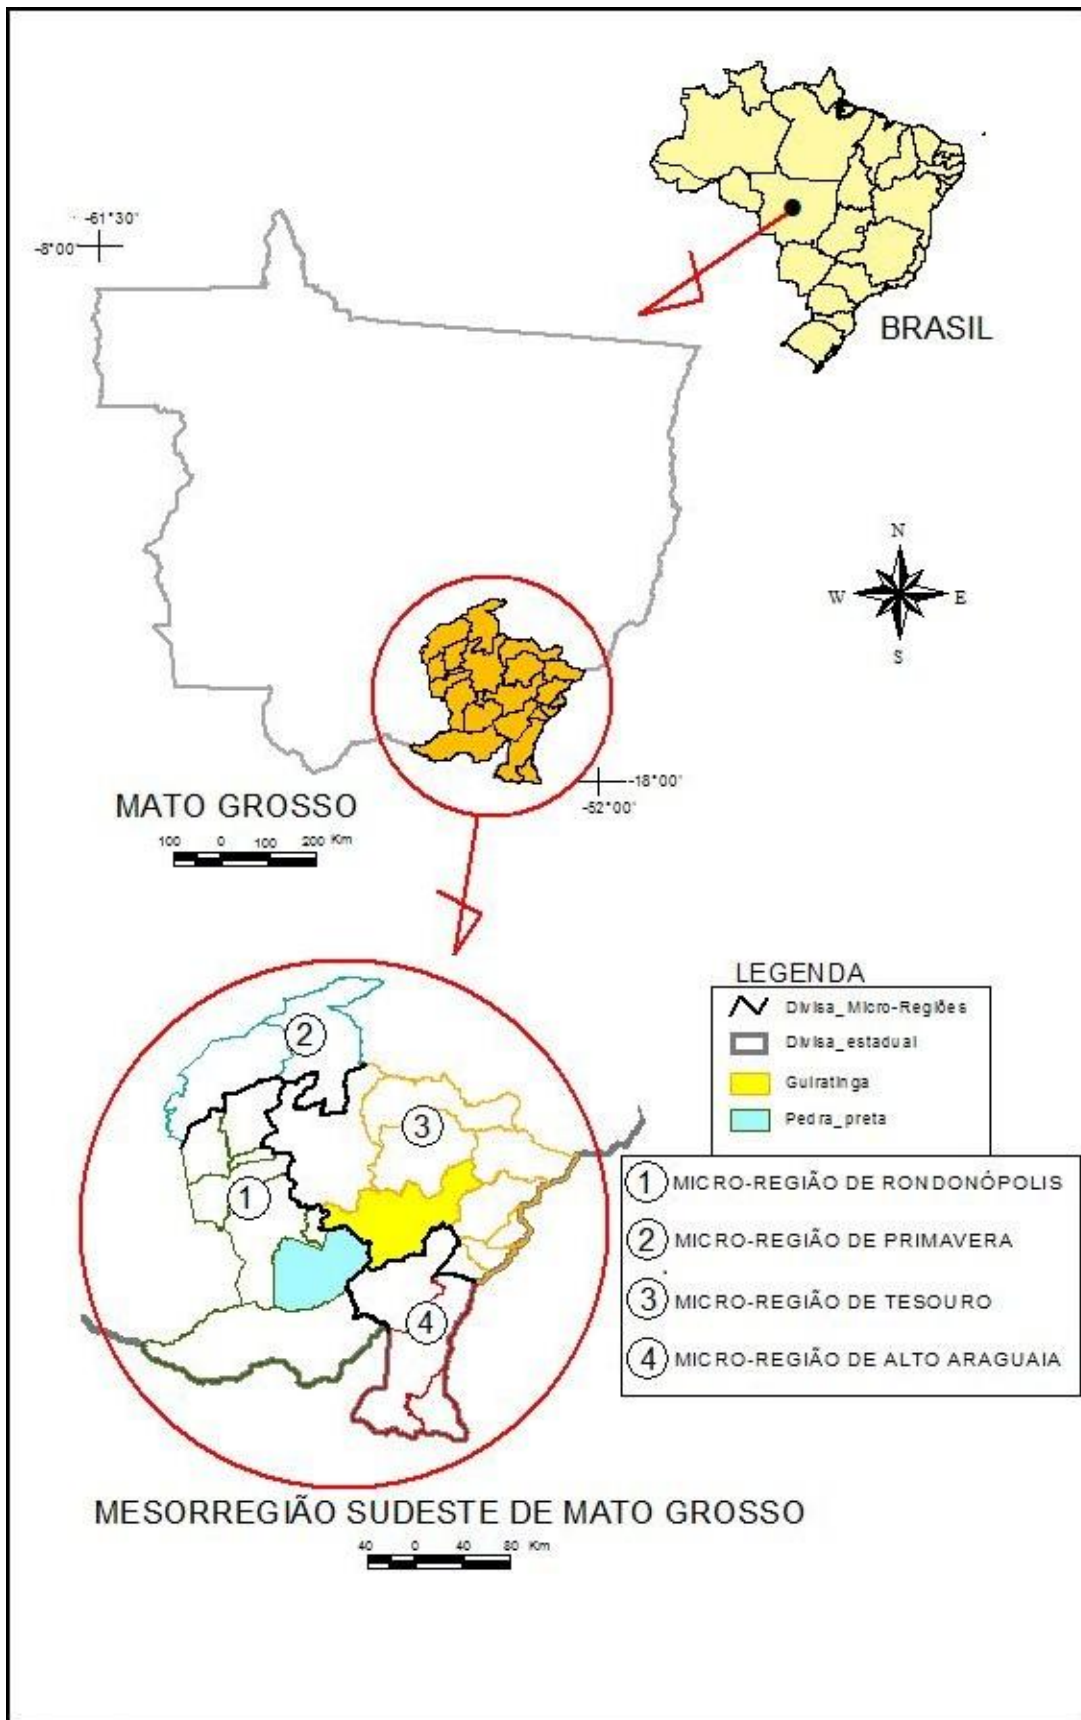 BRASIL
-61°30'
-8°00'
N
W E
S
-18°00'
-52°00'
MATO GROSSO
100 0 100 200 Km
LEGENDA
Divisa_Micro-Regiões
Divisa_estadual
Guiratinga
Pedra_preta
2
3
1
4
1 MICRO-REGIÃO DE RONDONÓPOLIS
2 MICRO-REGIÃO DE PRIMAVERA
3 MICRO-REGIÃO DE TESOURO
4 MICRO-REGIÃO DE ALTO ARAGUAIA
MESORREGIÃO SUDESTE DE MATO GROSSO
40 0 40 80 Km